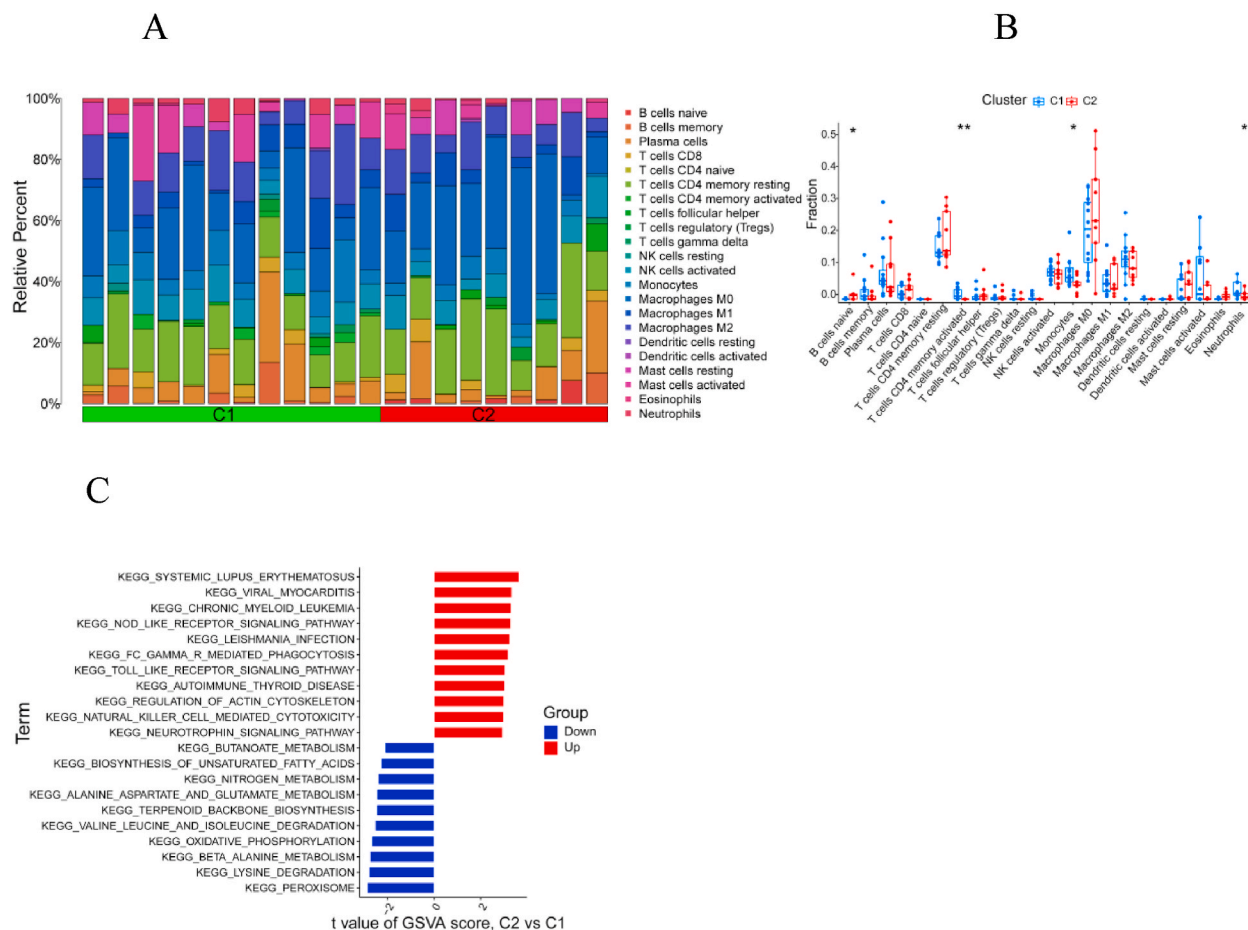 A
B
100%
80%
60%
40%
20%
0%
Relative Percent
C1
C2
B cells naive
B cells memory
Plasma cells
T cells CD8
T cells CD4 naive
T cells CD4 memory resting
T cells CD4 memory activated
T cells follicular helper
T cells regulatory (Tregs)
T cells gamma delta
NK cells resting
NK cells activated
Monocytes
Macrophages M0
Macrophages M1
Macrophages M2
Dendritic cells resting
Dendritic cells activated
Mast cells resting
Mast cells activated
Eosinophils
Neutrophils
Cluster C1 C2
* ** * *
0.5
0.4
0.3
0.2
0.1
0.0
Fraction
B cells naive
B cells memory
Plasma cells
T cells CD8
T cells CD4 naive
T cells CD4 memory resting
T cells CD4 memory activated
T cells follicular helper
T cells regulatory (Tregs)
T cells gamma delta
NK cells resting
NK cells activated
Monocytes
Macrophages M0
Macrophages M1
Macrophages M2
Dendritic cells resting
Dendritic cells activated
Mast cells resting
Mast cells activated
Eosinophils
Neutrophils
C
Term
KEGG_SYSTEMIC_LUPUS_ERYTHEMATOSUS
KEGG_VIRAL_MYOCARDITIS
KEGG_CHRONIC_MYELOID_LEUKEMIA
KEGG_NOD_LIKE_RECEPTOR_SIGNALING_PATHWAY
KEGG_LEISHMANIA_INFECTION
KEGG_FC_GAMMA_R_MEDIATED_PHAGOCYTOSIS
KEGG_TOLL_LIKE_RECEPTOR_SIGNALING_PATHWAY
KEGG_AUTOIMMUNE_THYROID_DISEASE
KEGG_REGULATION_OF_ACTIN_CYTOSKELETON
KEGG_NATURAL_KILLER_CELL_MEDIATED_CYTOTOXICITY
KEGG_NEUROTROPHIN_SIGNALING_PATHWAY
KEGG_BUTANOATE_METABOLISM
KEGG_BIOSYNTHESIS_OF_UNSATURATED_FATTY_ACIDS
KEGG_NITROGEN_METABOLISM
KEGG_ALANINE_ASPARTATE_AND_GLUTAMATE_METABOLISM
KEGG_TERPENOID_BACKBONE_BIOSYNTHESIS
KEGG_VALINE_LEUCINE_AND_ISOLEUCINE_DEGRADATION
KEGG_OXIDATIVE_PHOSPHORYLATION
KEGG_BETA_ALANINE_METABOLISM
KEGG_LYSINE_DEGRADATION
KEGG_PEROXISOME
Group
Down
Up
-2
0
2
t value of GSVA score, C2 vs C1